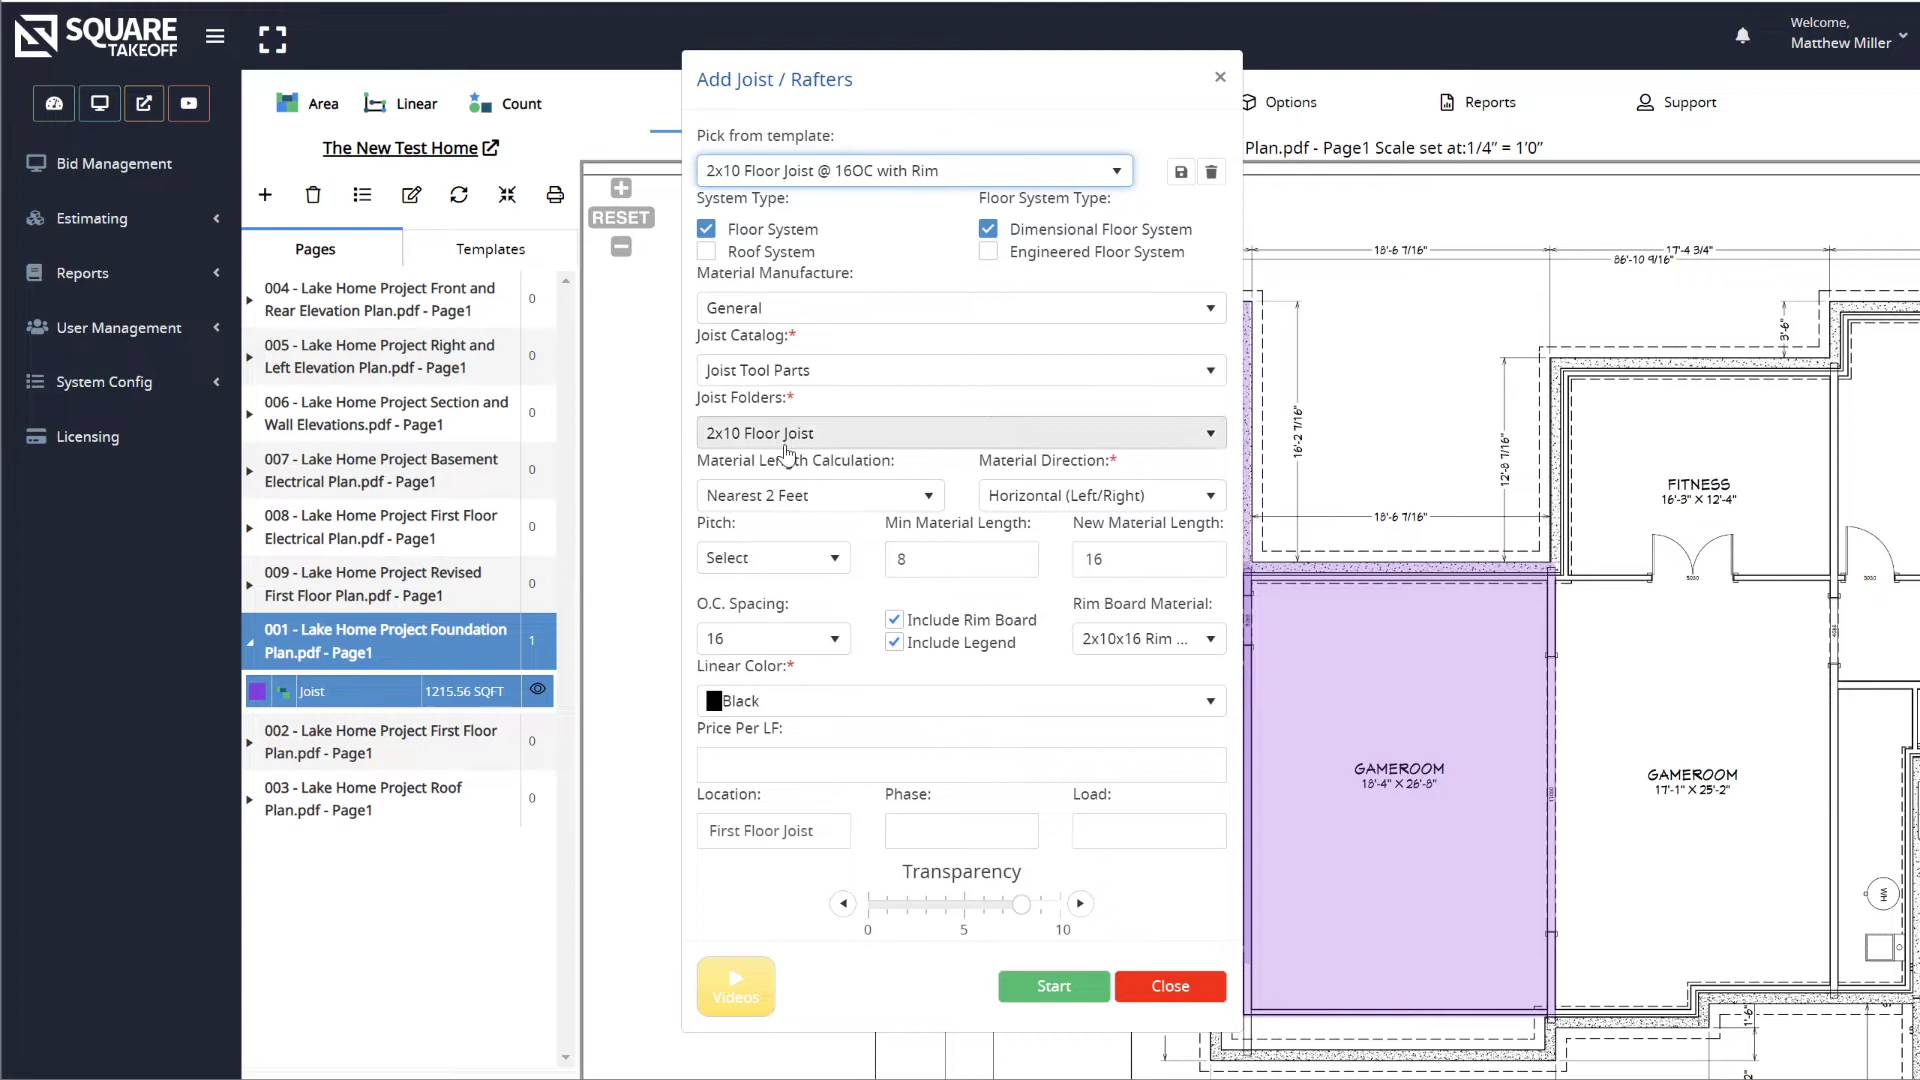 SQUARE
TAKEOFF
Welcome,
Matthew Miller
Bid Management
Estimating
Reports
User Management
System Config
Licensing
Area
Linear
Count
Options
Reports
Support
The New Test Home
Plan.pdf - Page1 Scale set at:1/4” = 1’0”
Pages
Templates
004 - Lake Home Project Front and
Rear Elevation Plan.pdf - Page1
0
005 - Lake Home Project Right and
Left Elevation Plan.pdf - Page1
0
006 - Lake Home Project Section and
Wall Elevations.pdf - Page1
0
007 - Lake Home Project Basement
Electrical Plan.pdf - Page1
0
008 - Lake Home Project First Floor
Electrical Plan.pdf - Page1
0
009 - Lake Home Project Revised
First Floor Plan.pdf - Page1
0
001 - Lake Home Project Foundation
Plan.pdf - Page1
1
Joist
1215.56 SQFT
002 - Lake Home Project First Floor
Plan.pdf - Page1
0
003 - Lake Home Project Roof
Plan.pdf - Page1
0
RESET
Add Joist / Rafters
×
Pick from template:
2x10 Floor Joist @ 16OC with Rim
System Type:
Floor System Type:
Floor System
Dimensional Floor System
Roof System
Engineered Floor System
Material Manufacture:
General
Joist Catalog:*
Joist Tool Parts
Joist Folders:*
2x10 Floor Joist
Material Length Calculation:
Material Direction:*
Nearest 2 Feet
Horizontal (Left/Right)
Pitch:
Min Material Length:
New Material Length:
Select
8
16
O.C. Spacing:
Include Rim Board
Rim Board Material:
16
Include Legend
2x10x16 Rim ...
Linear Color:*
Black
Price Per LF:
Location:
Phase:
Load:
First Floor Joist
Transparency
0
5
10
Videos
Start
Close
18'-6 7/16"
17'-4 3/4"
86'-10 9/16"
3'-6"
16'-2 7/16"
12'-8 7/16"
18'-6 7/16"
FITNESS
16'-3" X 12'-4"
5080
GAMEROOM
18'-4" X 26'-8"
GAMEROOM
17'-1" X 25'-2"
WH
1'-6"